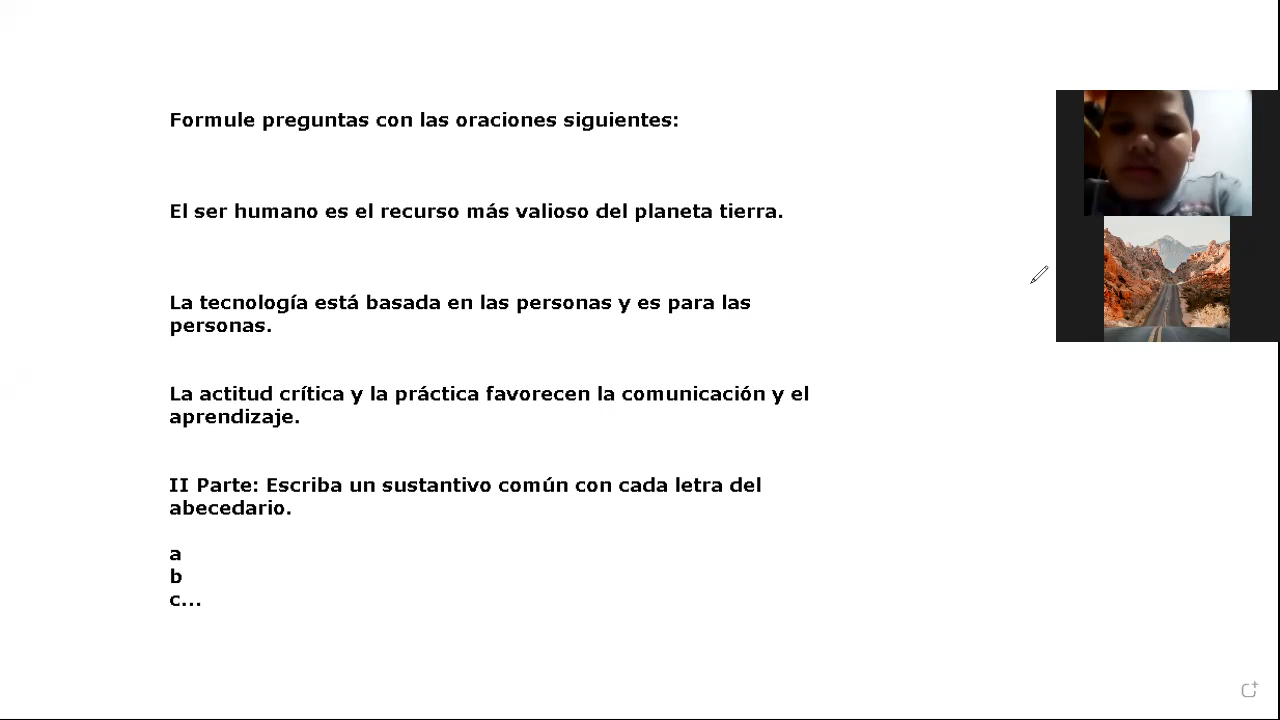 Formule preguntas con las oraciones siguientes:
El ser humano es el recurso más valioso del planeta tierra.
La tecnología está basada en las personas y es para las
personas.
La actitud crítica y la práctica favorecen la comunicación y el
aprendizaje.
II Parte: Escriba un sustantivo común con cada letra del
abecedario.
a
b
c...